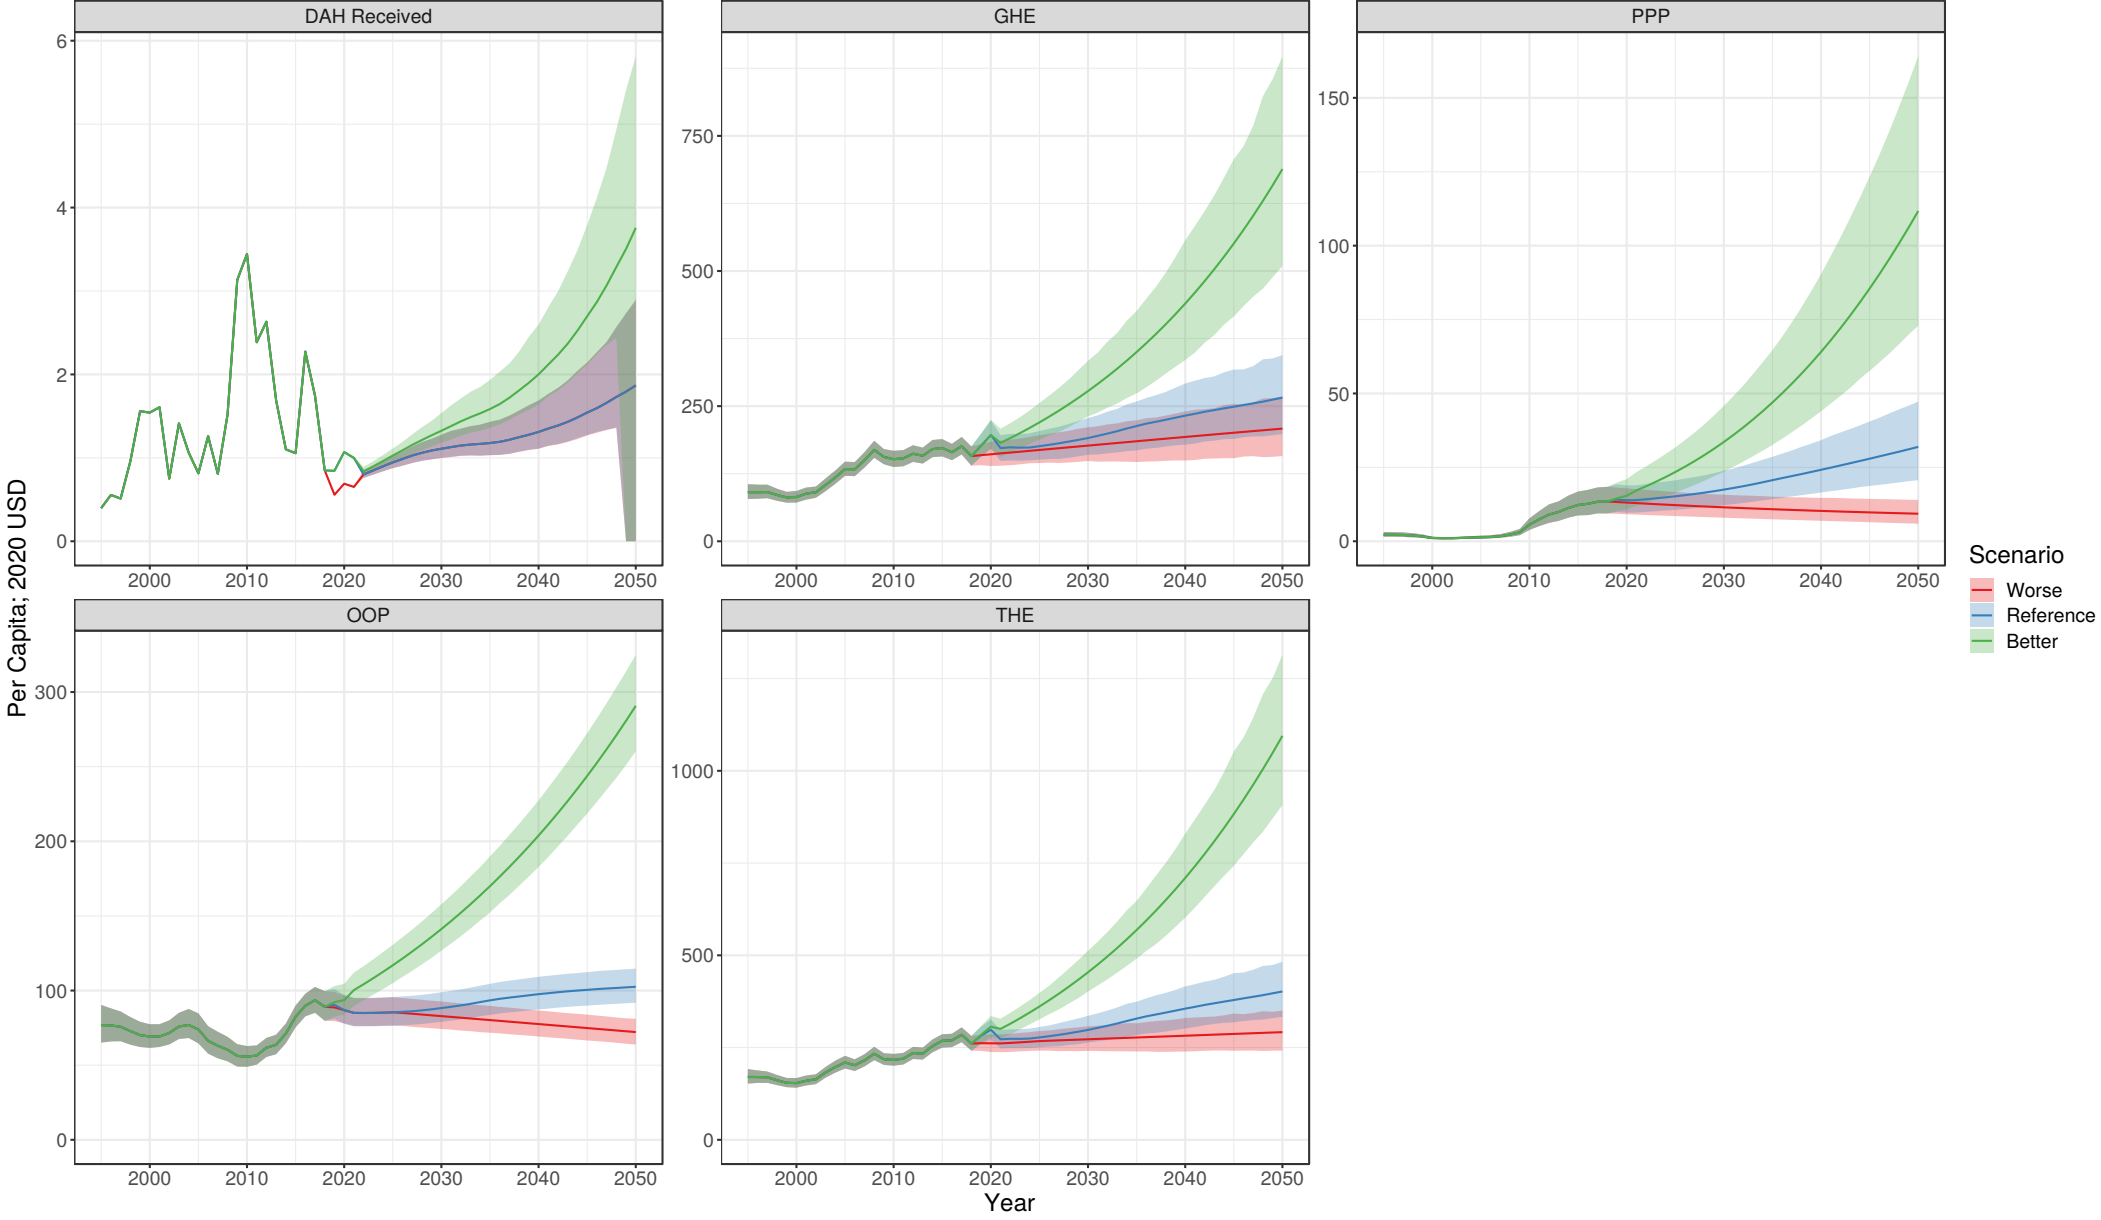 DAH Received
GHE
PPP
6
4
2
0
750
500
250
0
150
100
50
0
2000 2010 2020 2030 2040 2050
2000 2010 2020 2030 2040 2050
2000 2010 2020 2030 2040 2050
Per Capita; 2020 USD
Scenario
Worse
Reference
Better
OOP
THE
300
200
100
0
1000
500
0
2000 2010 2020 2030 2040 2050
2000 2010 2020 2030 2040 2050
Year